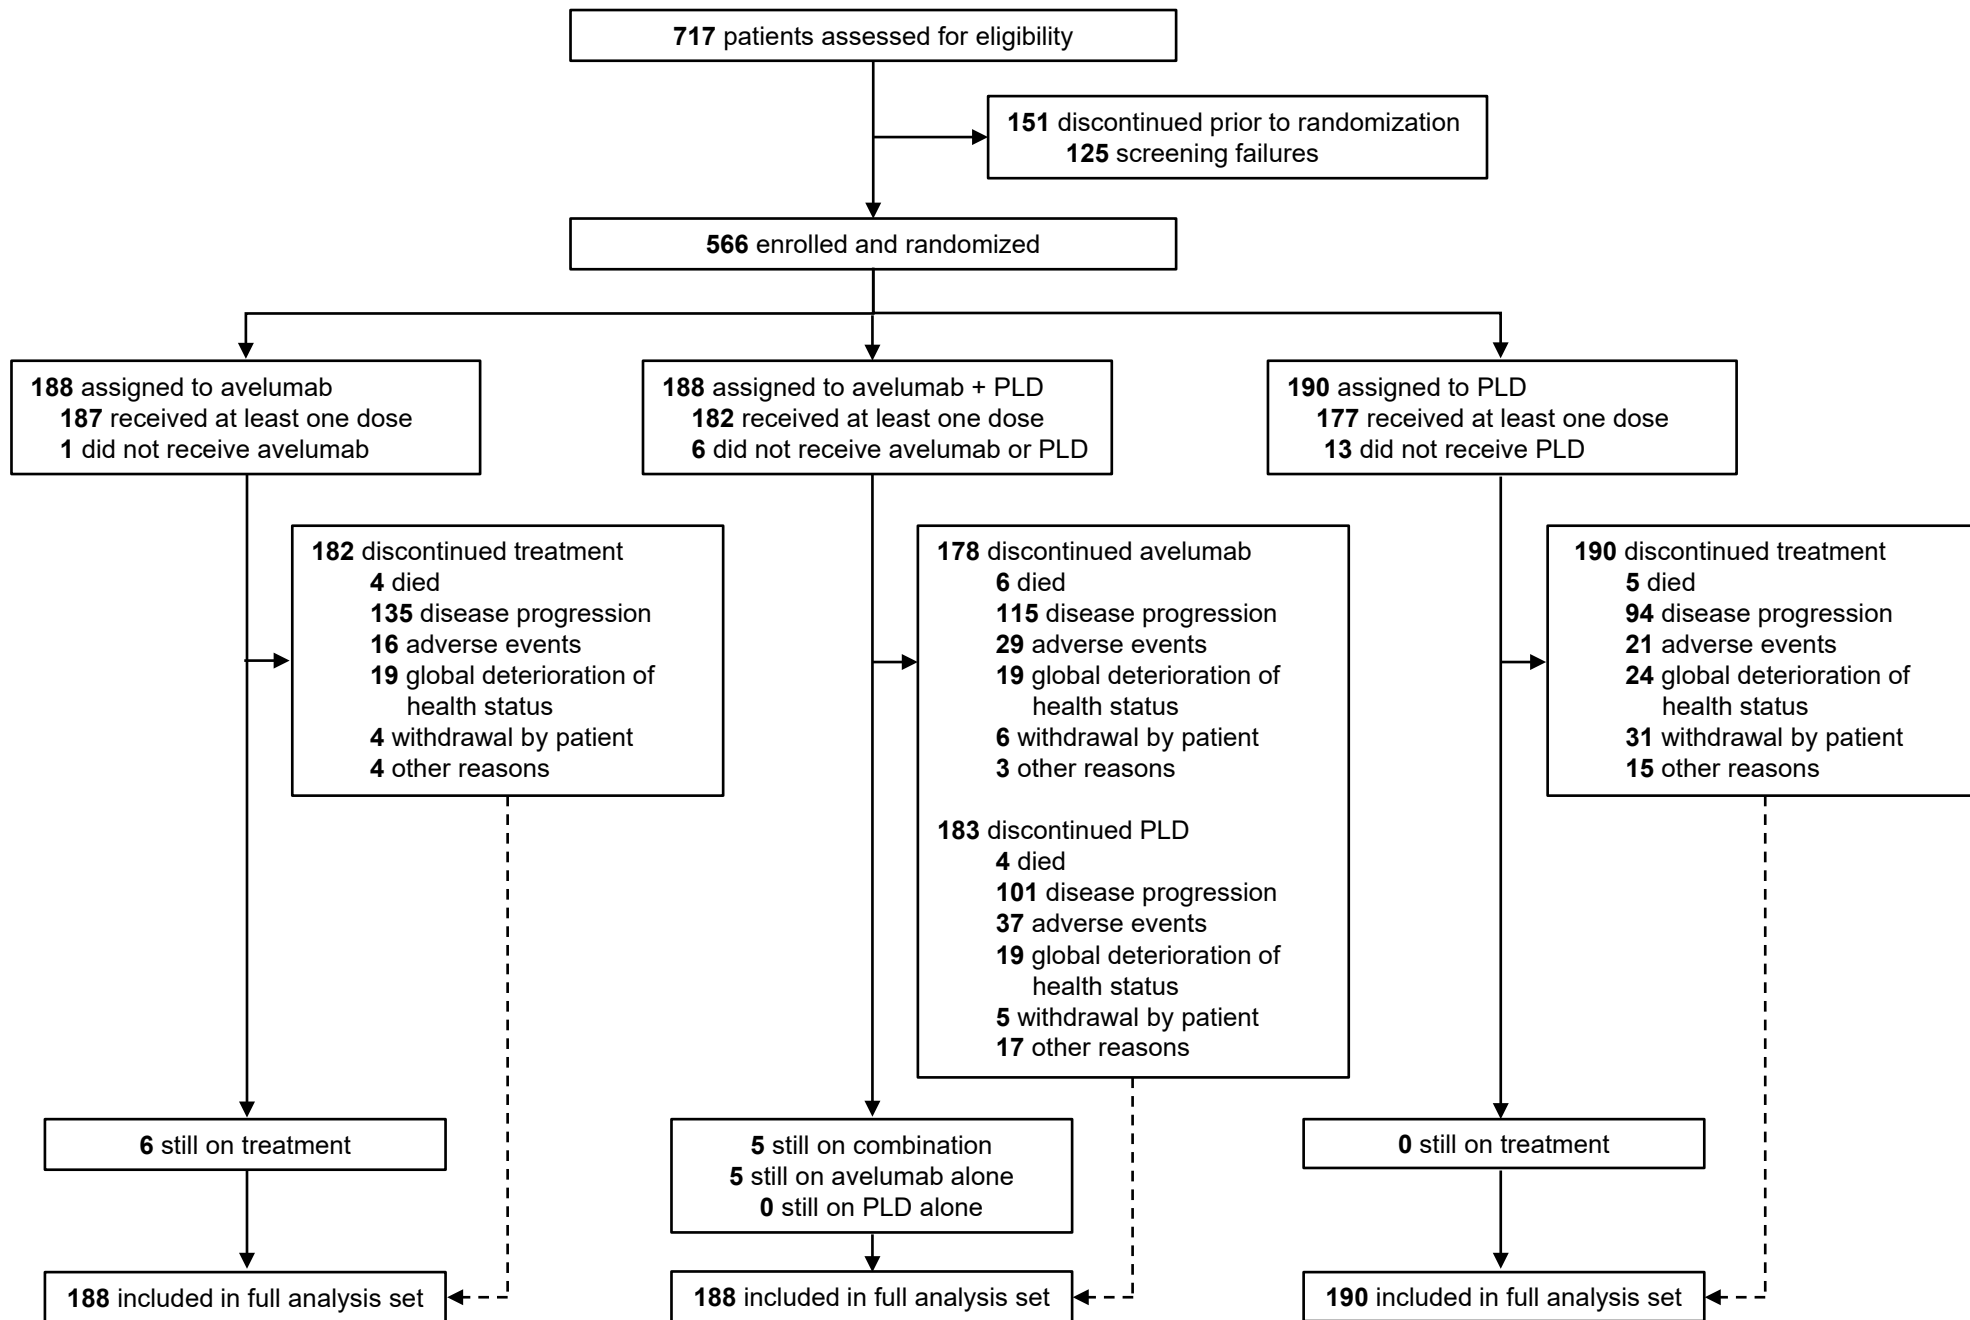 717 patients assessed for eligibility
151 discontinued prior to randomization
125 screening failures
566 enrolled and randomized
188 assigned to avelumab
187 received at least one dose
1 did not receive avelumab
188 assigned to avelumab + PLD
182 received at least one dose
6 did not receive avelumab or PLD
190 assigned to PLD
177 received at least one dose
13 did not receive PLD
182 discontinued treatment
4 died
135 disease progression
16 adverse events
19 global deterioration of
health status
4 withdrawal by patient
4 other reasons
178 discontinued avelumab
6 died
115 disease progression
29 adverse events
19 global deterioration of
health status
6 withdrawal by patient
3 other reasons
183 discontinued PLD
4 died
101 disease progression
37 adverse events
19 global deterioration of
health status
5 withdrawal by patient
17 other reasons
190 discontinued treatment
5 died
94 disease progression
21 adverse events
24 global deterioration of
health status
31 withdrawal by patient
15 other reasons
6 still on treatment
5 still on combination
5 still on avelumab alone
0 still on PLD alone
0 still on treatment
188 included in full analysis set
188 included in full analysis set
190 included in full analysis set